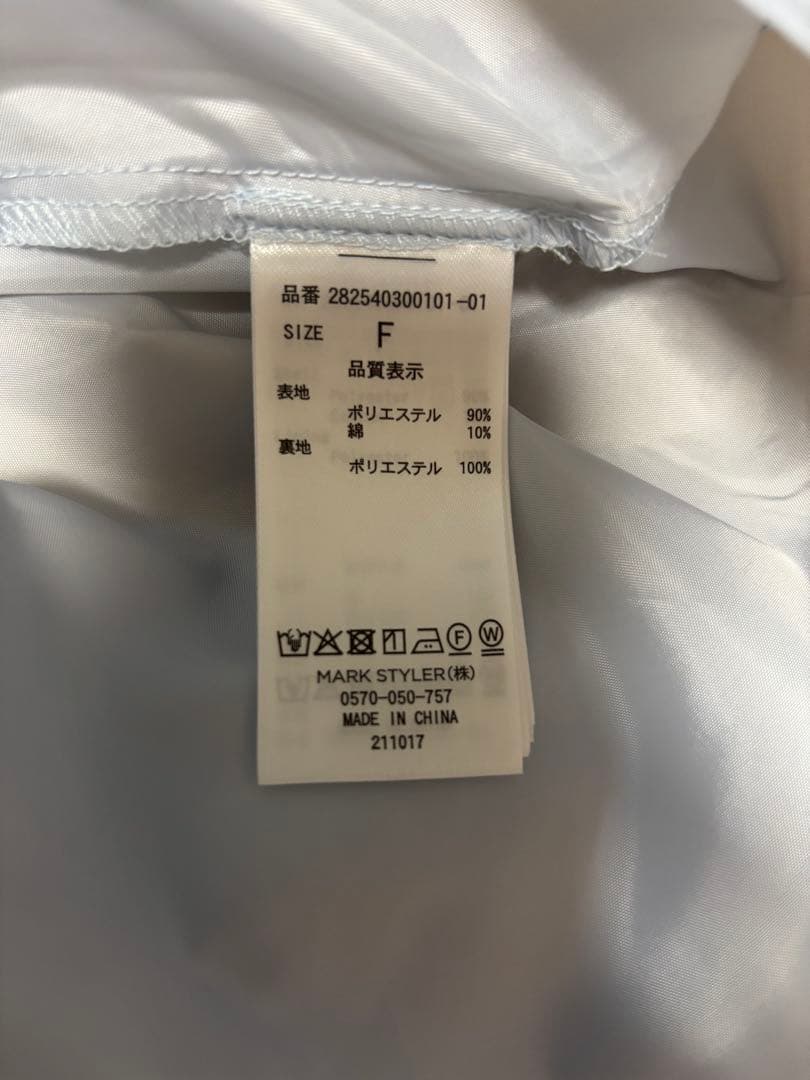 品番 282540300101-01
SIZE F
品質表示
表地
ポリエステル 90%
綿 10%
裏地
ポリエステル 100%
F W
MARK STYLER(株)
0570-050-757
MADE IN CHINA
211017